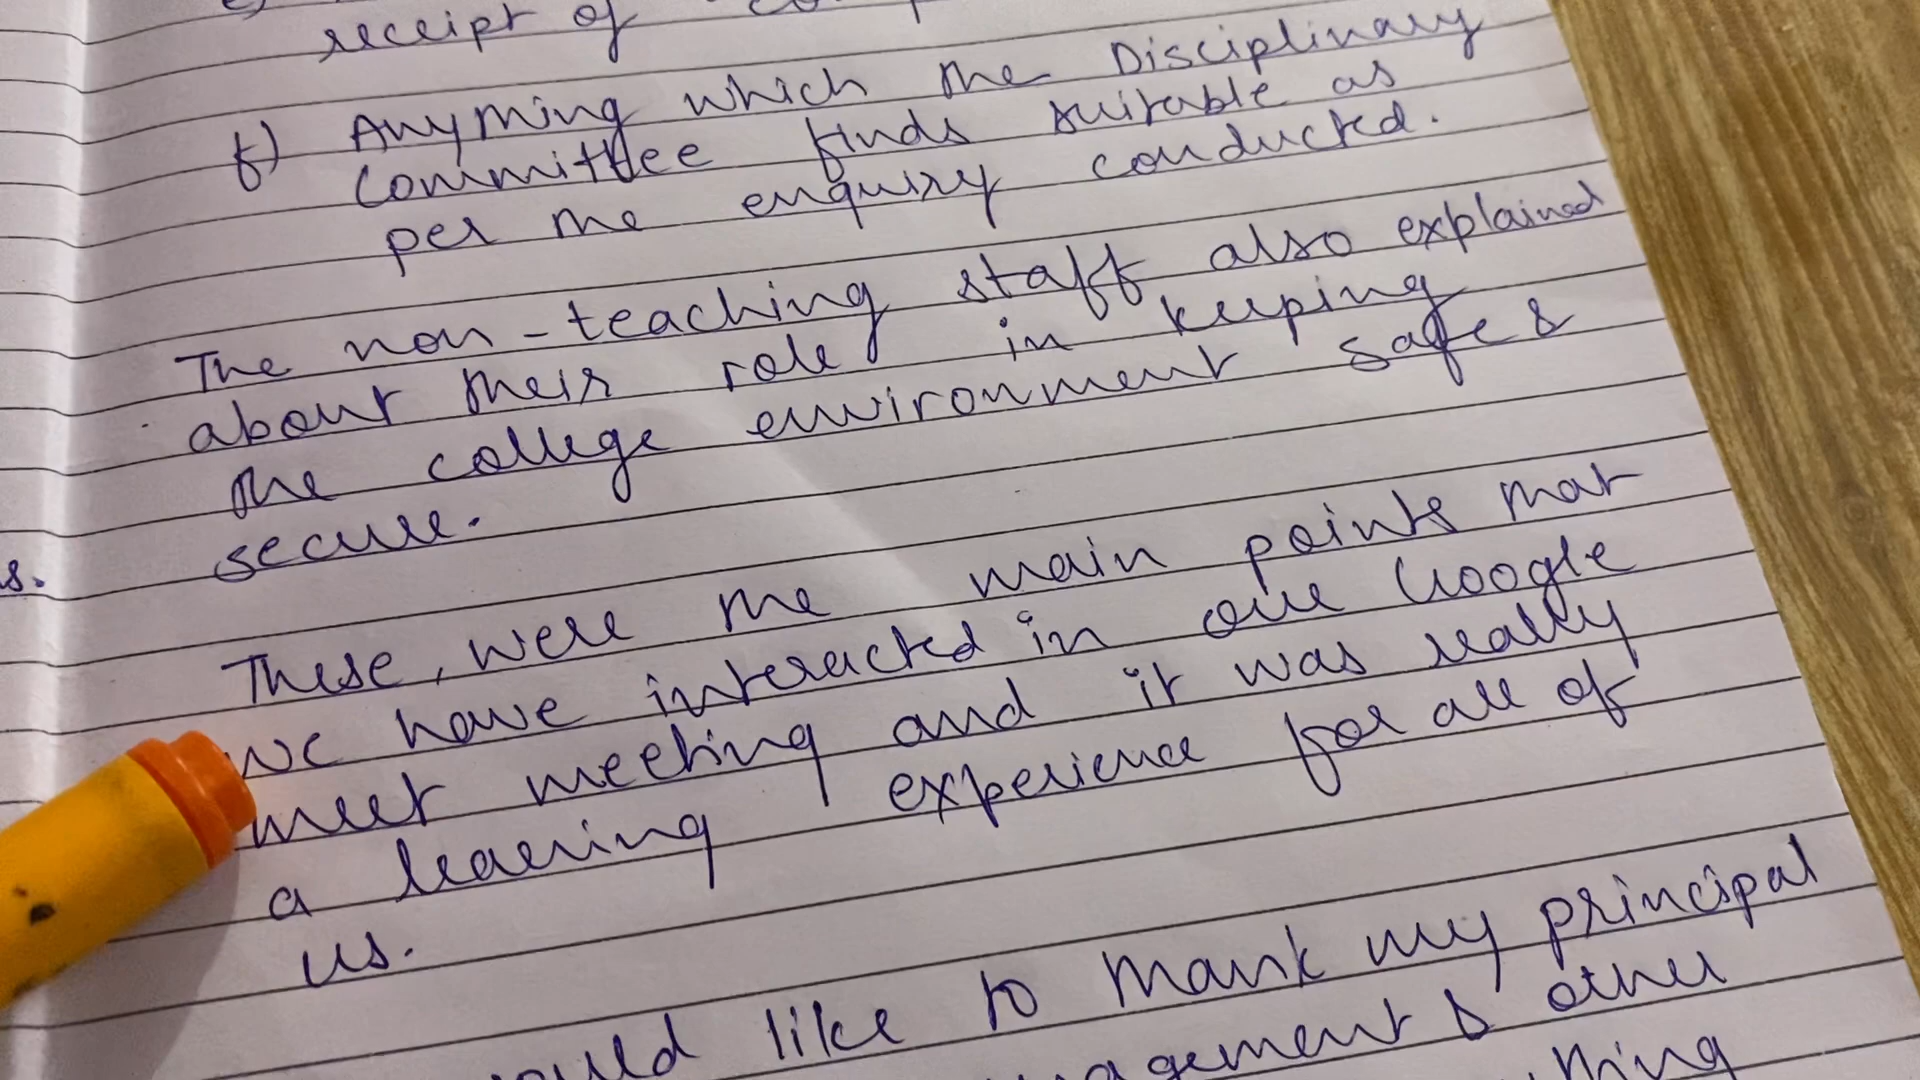 receipt of
f) Anything which the Disciplinary
Committee finds suitable as
per the enquiry conducted.
The non-teaching staff also explained
about their role in keeping
the college environment safe &
secure.
s.
These, were the main points that
we have interacted in our Google
meet meeting and it was really
a learning experience for all of
us.
would like to thank my principal
& other